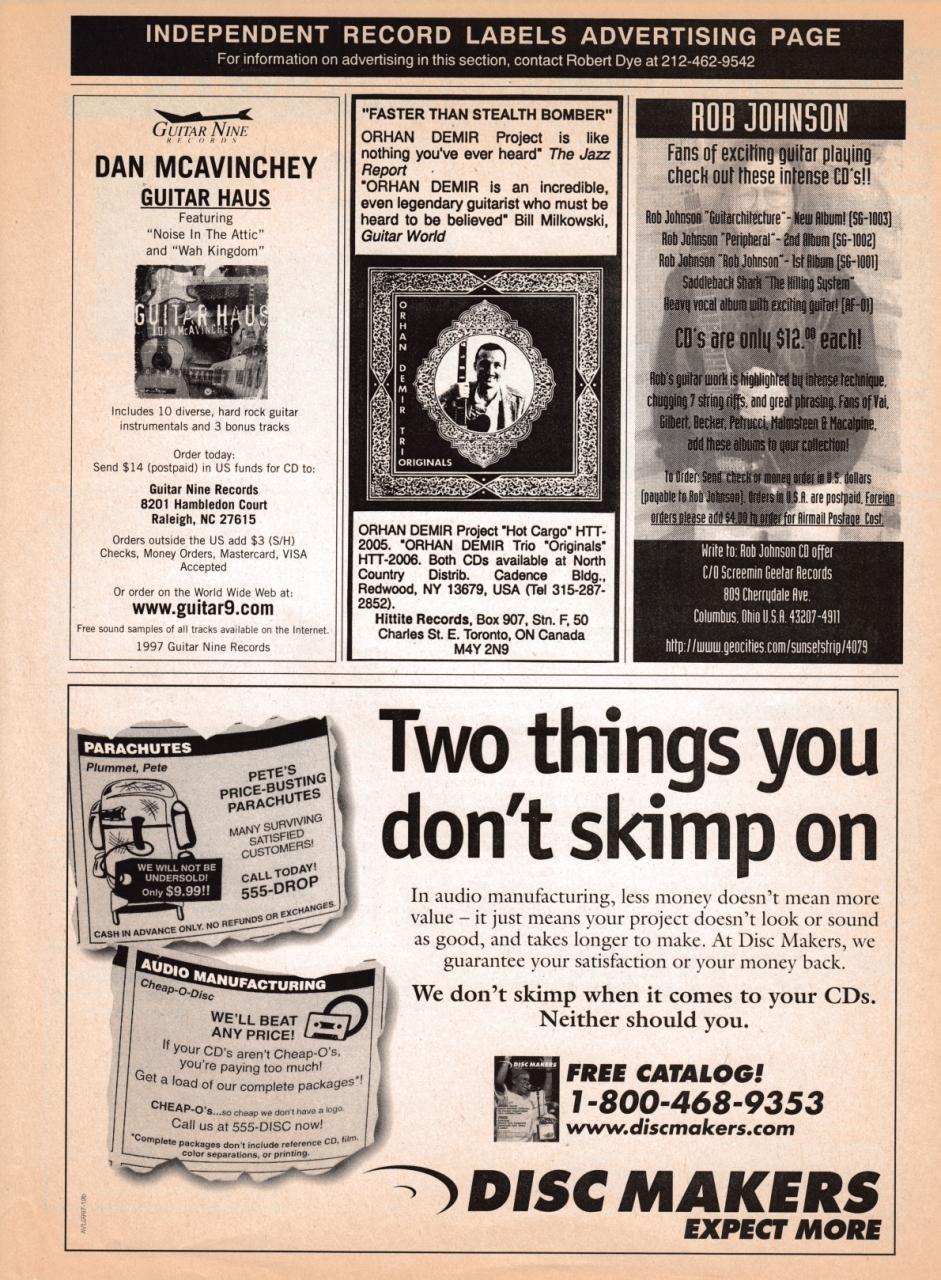 INDEPENDENT RECORD LABELS ADVERTISING PAGE
For information on advertising in this section, contact Robert Dye at 212-462-9542
GUITAR NINE
RECORDS
DAN MCAVINCHEY
GUITAR HAUS
Featuring
"Noise In The Attic"
and "Wah Kingdom"
GUITAR HAUS
DAN McAVINCHEY
Includes 10 diverse, hard rock guitar
instrumentals and 3 bonus tracks
Order today:
Send $14 (postpaid) in US funds for CD to:
Guitar Nine Records
8201 Hambledon Court
Raleigh, NC 27615
Orders outside the US add $3 (S/H)
Checks, Money Orders, Mastercard, VISA
Accepted
Or order on the World Wide Web at:
www.guitar9.com
Free sound samples of all tracks available on the Internet.
1997 Guitar Nine Records
"FASTER THAN STEALTH BOMBER"
ORHAN DEMIR Project is like
nothing you've ever heard" The Jazz
Report
"ORHAN DEMIR is an incredible,
even legendary guitarist who must be
heard to be believed" Bill Milkowski,
Guitar World
ORHAN DEMIR TRI
ORIGINALS
ORHAN DEMIR Project "Hot Cargo" HTT-
2005. "ORHAN DEMIR Trio "Originals"
HTT-2006. Both CDs available at North
Country Distrib. Cadence Bldg.,
Redwood, NY 13679, USA (Tel 315-287-
2852).
Hittite Records, Box 907, Stn. F, 50
Charles St. E. Toronto, ON Canada
M4Y 2N9
ROB JOHNSON
Fans of exciting guitar playing
check out these intense CD's!!
Rob Johnson "Guitarchitecture"- New Album! (SG-1003)
Rob Johnson "Peripheral"- 2nd Album (SG-1002)
Rob Johnson "Rob Johnson"- 1st Album (SG-1001)
Saddleback Shark "The Killing System"
Heavy vocal album with exciting guitar! (AF-01)
CD's are only $12.00 each!
Rob's guitar work is highlighted by intense technique,
chugging 7 string riffs, and great phrasing. Fans of Vai,
Gilbert, Becker, Petrucci, Malmsteen & Macalpine,
add these albums to your collection!
To Order: Send check or money order in U.S. dollars
(payable to Rob Johnson). Orders in U.S.A. are postpaid. Foreign
orders please add $4.00 to order for Airmail Postage Cost.
Write to: Rob Johnson CD offer
C/O Screemin Geetar Records
809 Cherrydale Ave.
Columbus, Ohio U.S.A. 43207-4911
http://www.geocities.com/sunsetstrip/4079
PARACHUTES
Plummet, Pete
PETE'S
PRICE-BUSTING
PARACHUTES
MANY SURVIVING
SATISFIED
CUSTOMERS!
CALL TODAY!
555-DROP
WE WILL NOT BE
UNDERSOLD!
Only $9.99!!
CASH IN ADVANCE ONLY. NO REFUNDS OR EXCHANGES.
AUDIO MANUFACTURING
Cheap-O-Disc
WE'LL BEAT
ANY PRICE!
If your CD's aren't Cheap-O's,
you're paying too much!
Get a load of our complete packages*!
CHEAP-O's...so cheap we don't have a logo.
Call us at 555-DISC now!
*Complete packages don't include reference CD, film,
color separations, or printing.
Two things you
don't skimp on
In audio manufacturing, less money doesn't mean more
value – it just means your project doesn't look or sound
as good, and takes longer to make. At Disc Makers, we
guarantee your satisfaction or your money back.
We don't skimp when it comes to your CDs.
Neither should you.
DISC MAKERS
FREE CATALOG!
1-800-468-9353
www.discmakers.com
DISC MAKERS
EXPECT MORE